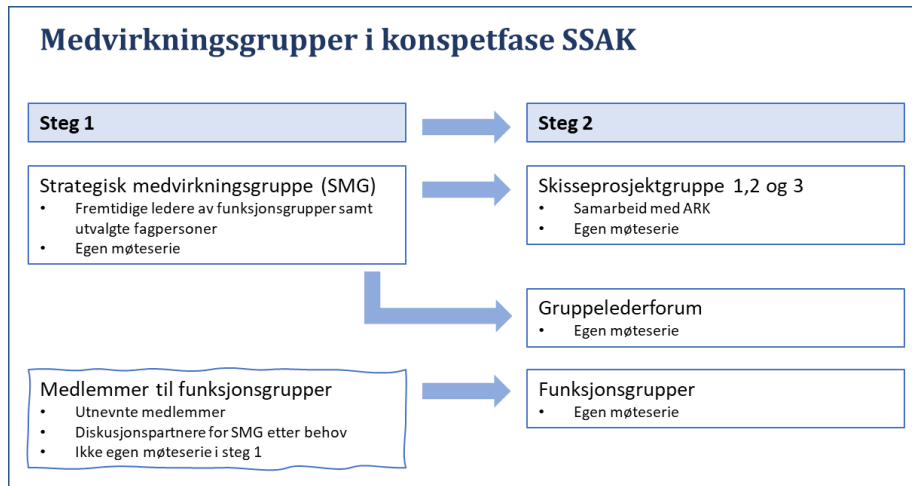 Medvirkningsgrupper i konspetfase SSAK
Steg 1
Steg 2
Strategisk medvirkningsgruppe (SMG)
• Fremtidige ledere av funksjonsgrupper samt
utvalgte fagpersoner
• Egen møteserie
Skisseprosjektgruppe 1,2 og 3
• Samarbeid med ARK
• Egen møteserie
Gruppelederforum
• Egen møteserie
Medlemmer til funksjonsgrupper
• Utnevnte medlemmer
• Diskusjonspartnere for SMG etter behov
• Ikke egen møteserie i steg 1
Funksjonsgrupper
• Egen møteserie